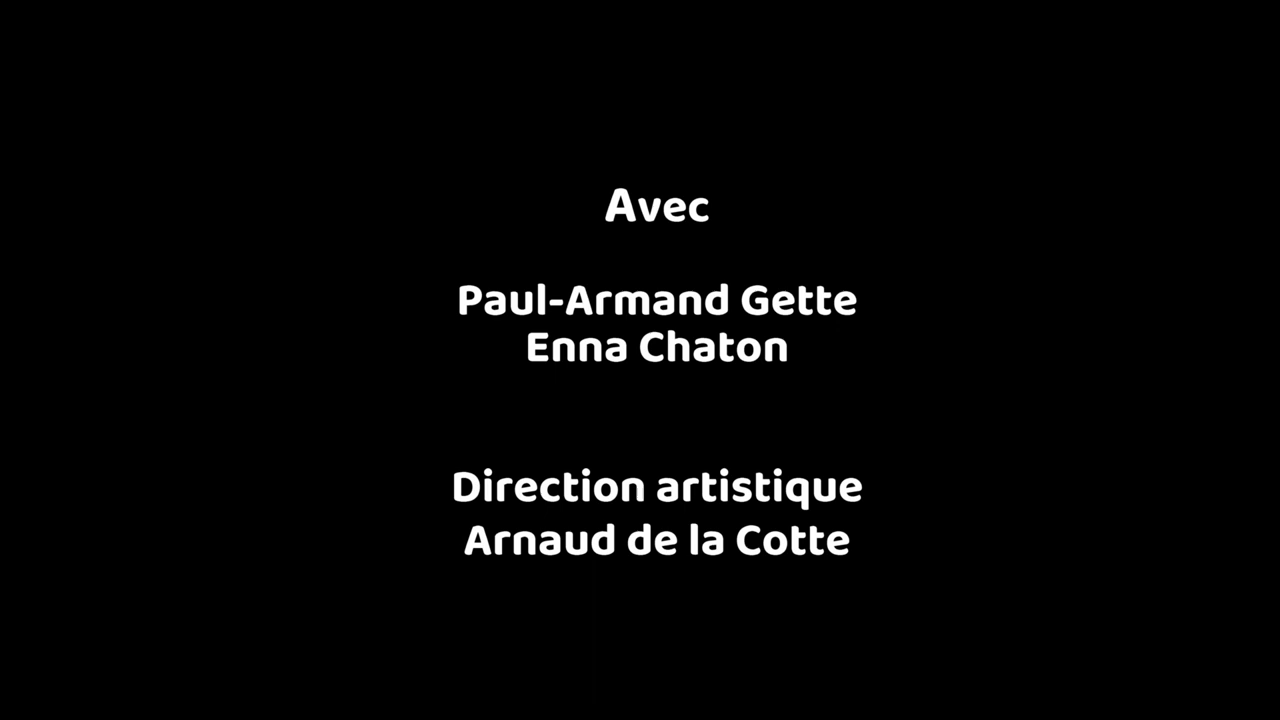 Avec
Paul-Armand Gette
Enna Chaton
Direction artistique
Arnaud de la Cotte